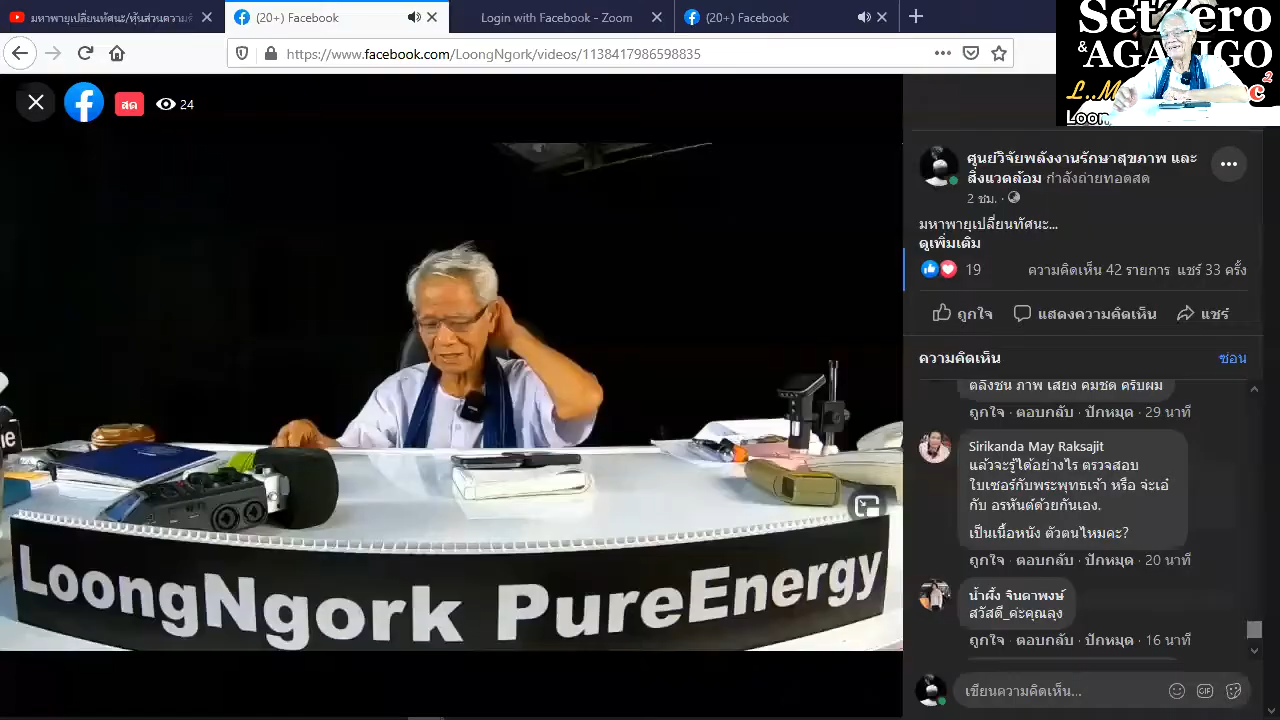 มหาพายุเปลี่ยนทัศนะ/หุ้นส่วนความ
(20+) Facebook
Login with Facebook - Zoom
(20+) Facebook
https://www.facebook.com/LoongNgork/videos/1138417986598835
SetZero
& AGALIGO
L..M
c²
Loon
สด
24
ศูนย์วิจัยพลังงานรักษาสุขภาพ และ
สิ่งแวดล้อม กำลังถ่ายทอดสด
2 ชม. ·
มหาพายุเปลี่ยนทัศนะ...
ดูเพิ่มเติม
19
ความคิดเห็น 42 รายการ แชร์ 33 ครั้ง
ถูกใจ
แสดงความคิดเห็น
แชร์
ความคิดเห็น
ซ่อน
ตลิ่งชัน ภาพ เสียง คมชัด ครับผม
ถูกใจ · ตอบกลับ · ปักหมุด · 29 นาที
Sirikanda May Raksajit
แล้วจะรู้ได้อย่างไร ตรวจสอบ
ใบเซอร์กับพระพุทธเจ้า หรือ จ่ะเอ๋
กับ อรหันต์ด้วยกันเอง.
เป็นเนื้อหนัง ตัวตนไหมคะ?
ถูกใจ · ตอบกลับ · ปักหมุด · 20 นาที
น้ำผึ้ง จินดาพงษ์
สวัสดี_ค่ะคุณลุง
ถูกใจ · ตอบกลับ · ปักหมุด · 16 นาที
เขียนความคิดเห็น...
GIF
LoongNgork PureEnergy